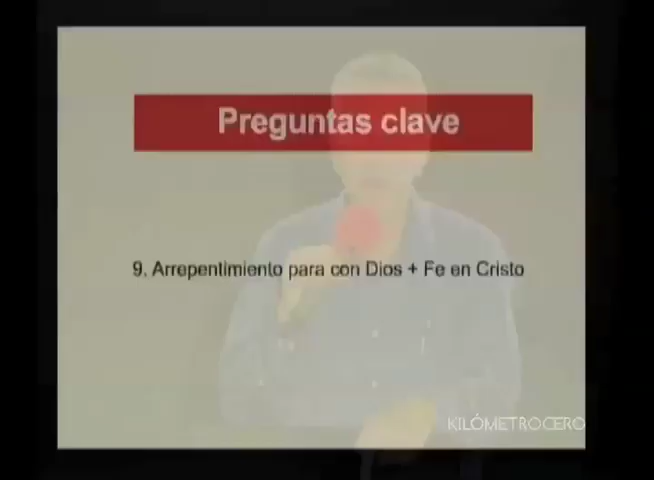 Preguntas clave
9. Arrepentimiento para con Dios + Fe en Cristo
KILÓMETROCERO